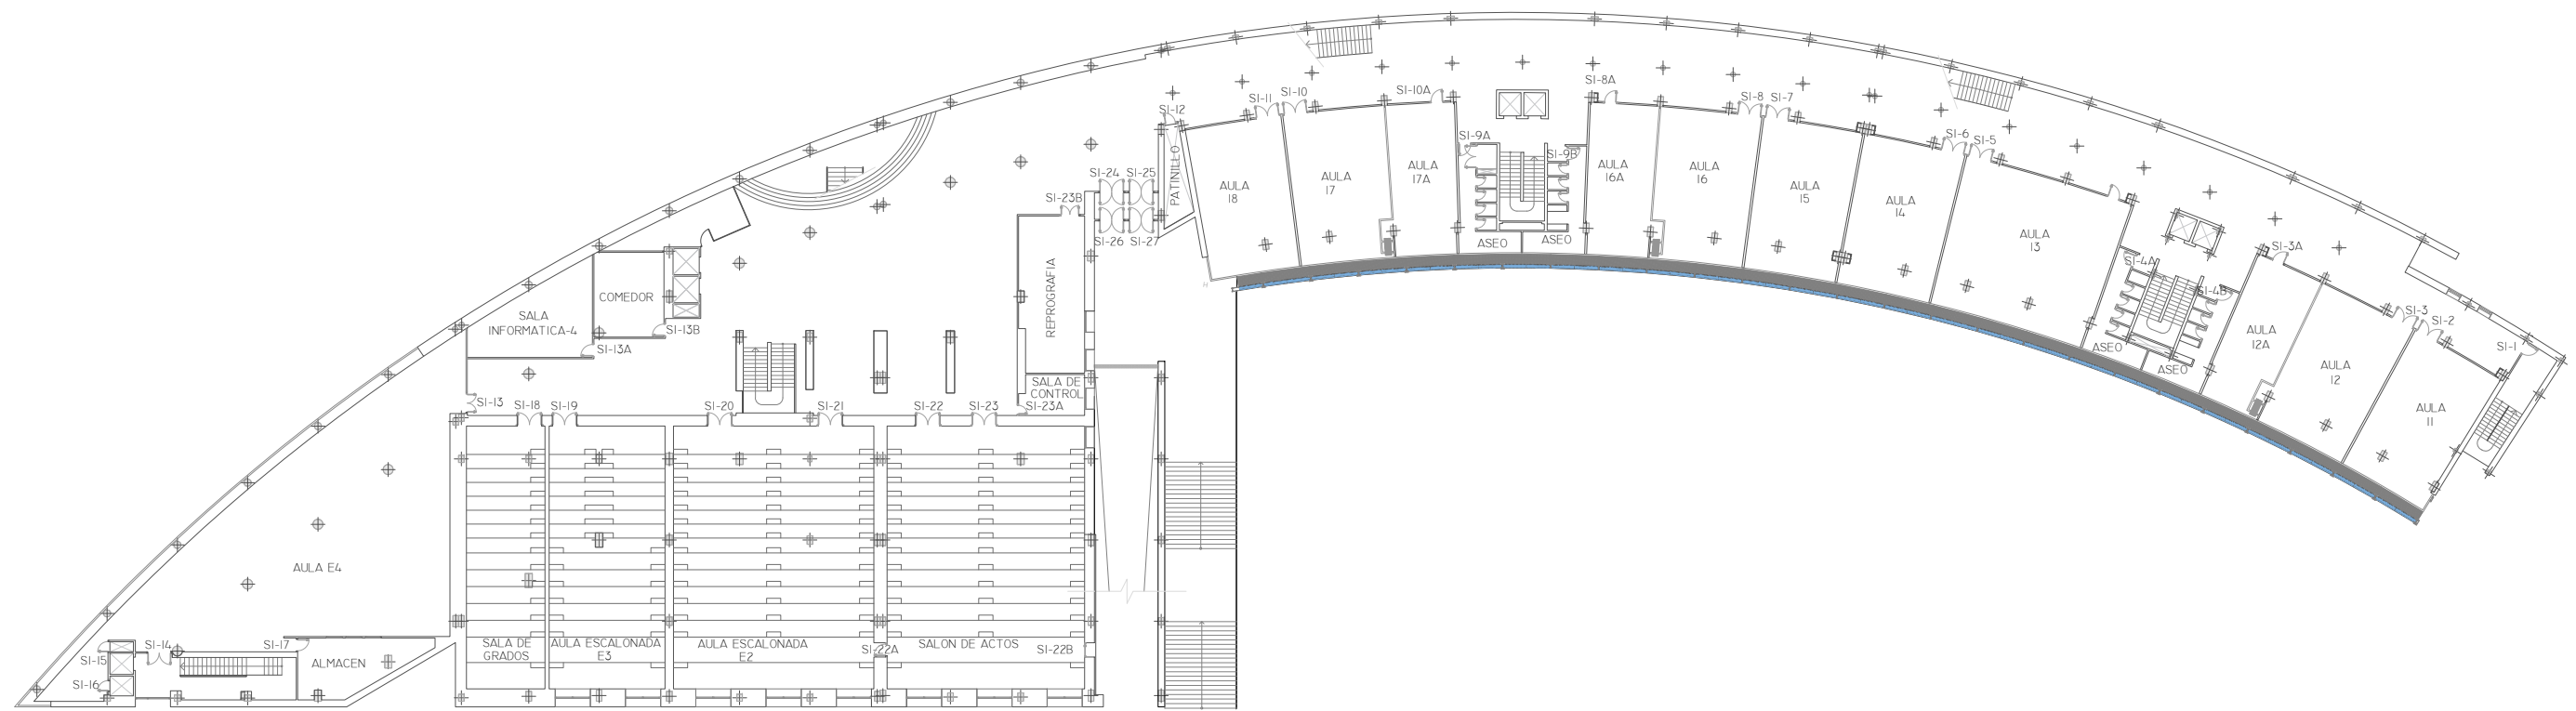 SI-8A
SI-11
SI-10
SI-10A
SI-8
SI-7
SI-12
SI-9A
SI-9B
SI-6
SI-5
PATINILLO
AULA
18
AULA
17
AULA
17A
AULA
16A
AULA
16
AULA
15
AULA
14
AULA
13
ASEO
ASEO
SI-24
SI-25
SI-26
SI-27
SI-23B
REPROGRAFIA
SI-4A
SI-4B
SI-3A
SI-3
SI-2
SI-1
AULA
12A
AULA
12
AULA
11
ASEO
ASEO
COMEDOR
SALA
INFORMATICA-4
SI-13B
SI-13A
SALA DE
CONTROL
SI-13
SI-18
SI-19
SI-20
SI-21
SI-22
SI-23
SI-23A
AULA E4
SI-14
SI-15
SI-16
SI-17
ALMACEN
SALA DE
GRADOS
AULA ESCALONADA
E3
AULA ESCALONADA
E2
SI-22A
SALON DE ACTOS
SI-22B